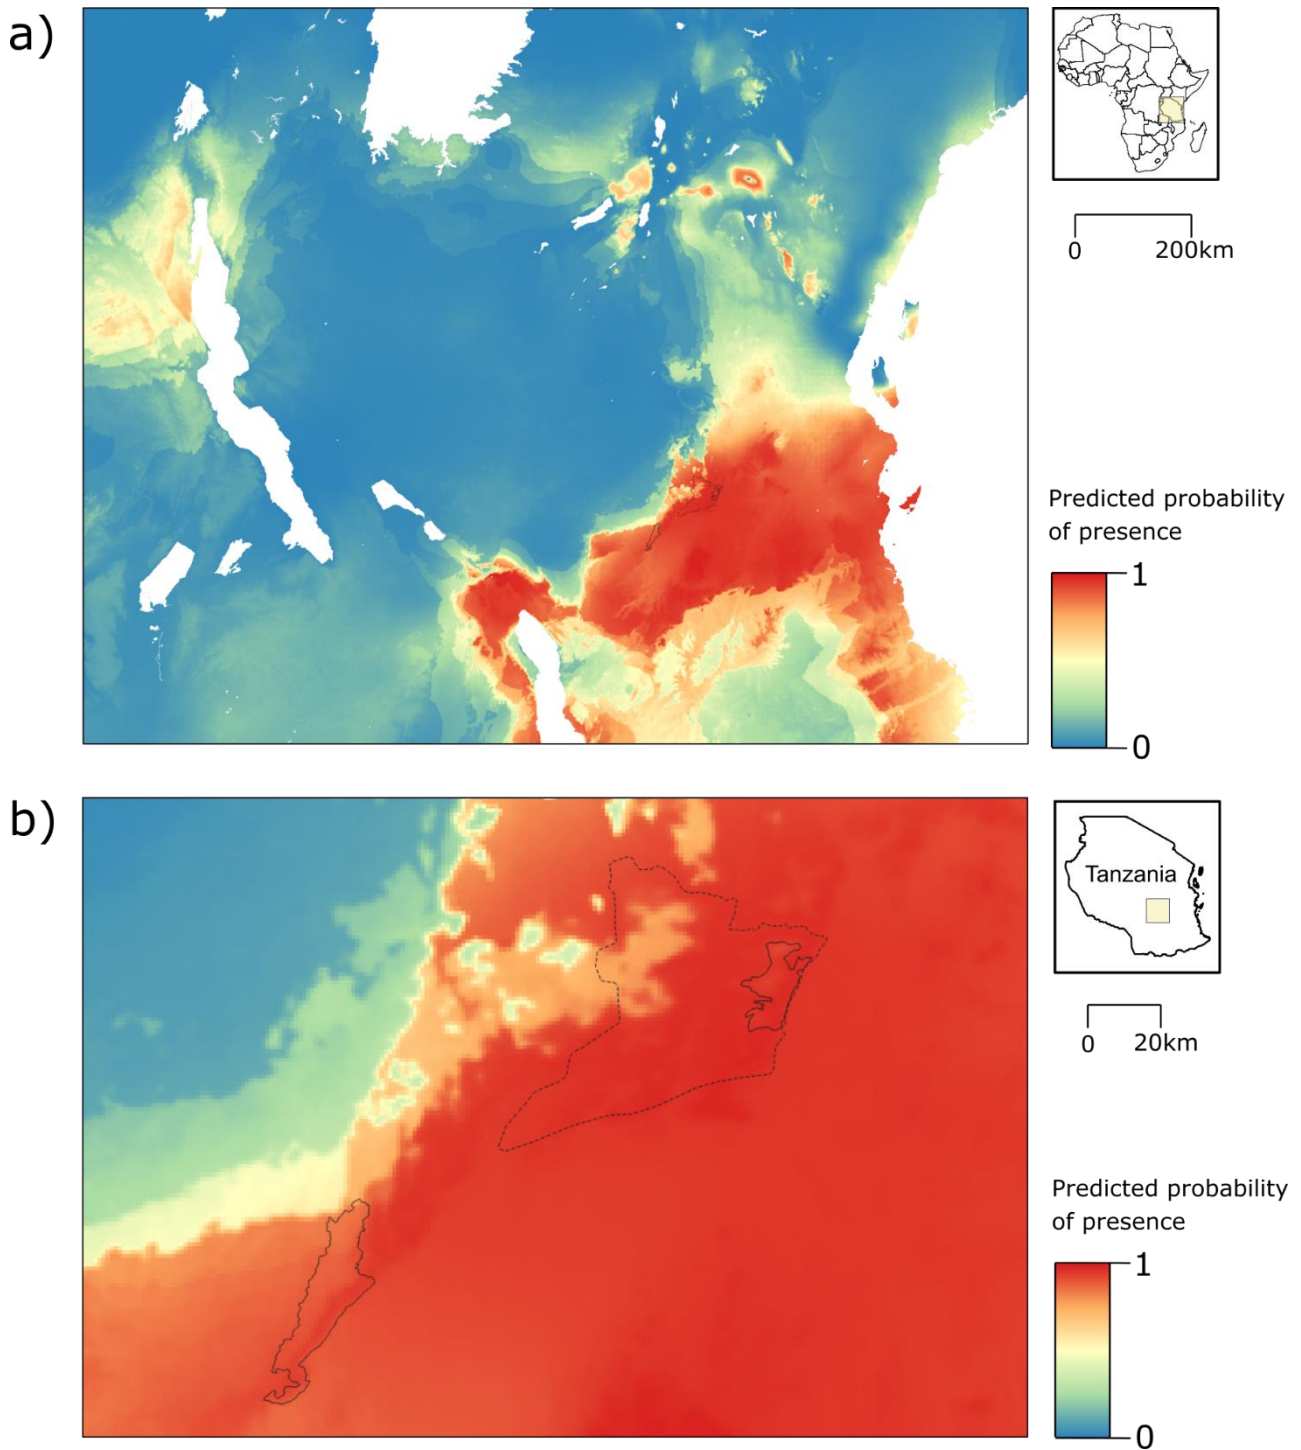 a)
0
200km
Predicted probability
of presence
1
0
b)
Tanzania
0
20km
Predicted probability
of presence
1
0